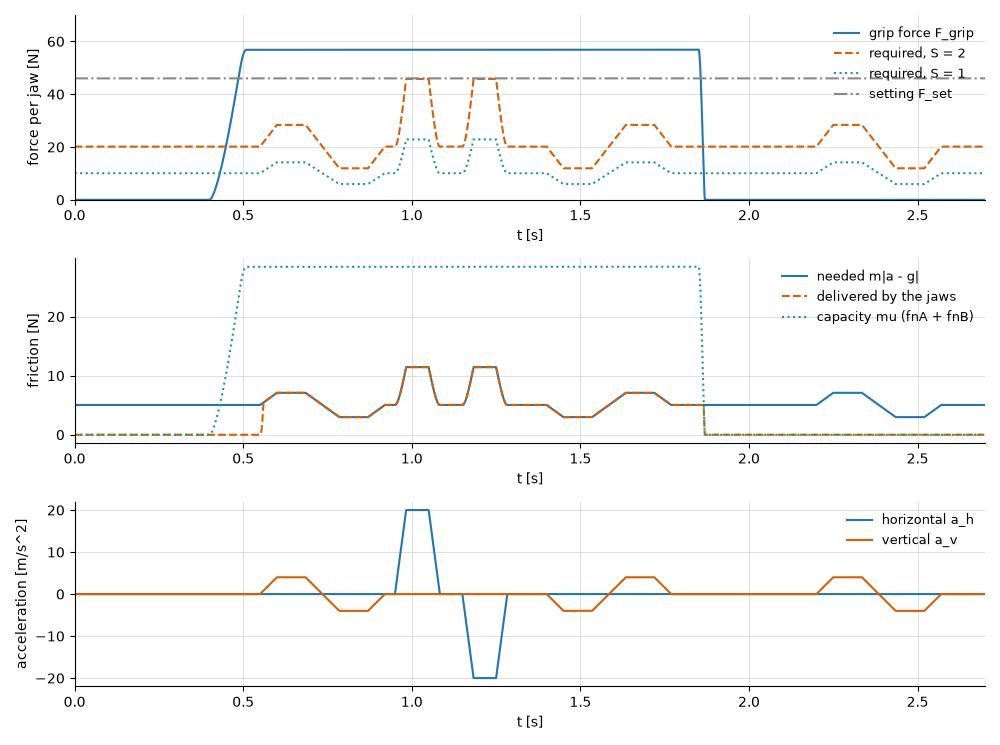 force per jaw [N]
60
40
20
0
grip force F_grip
required, S = 2
required, S = 1
setting F_set
0.0 0.5 1.0 1.5 2.0 2.5
t [s]
friction [N]
20
10
0
needed m|a - g|
delivered by the jaws
capacity mu (fnA + fnB)
0.0 0.5 1.0 1.5 2.0 2.5
t [s]
acceleration [m/s^2]
20
10
0
−10
−20
horizontal a_h
vertical a_v
0.0 0.5 1.0 1.5 2.0 2.5
t [s]